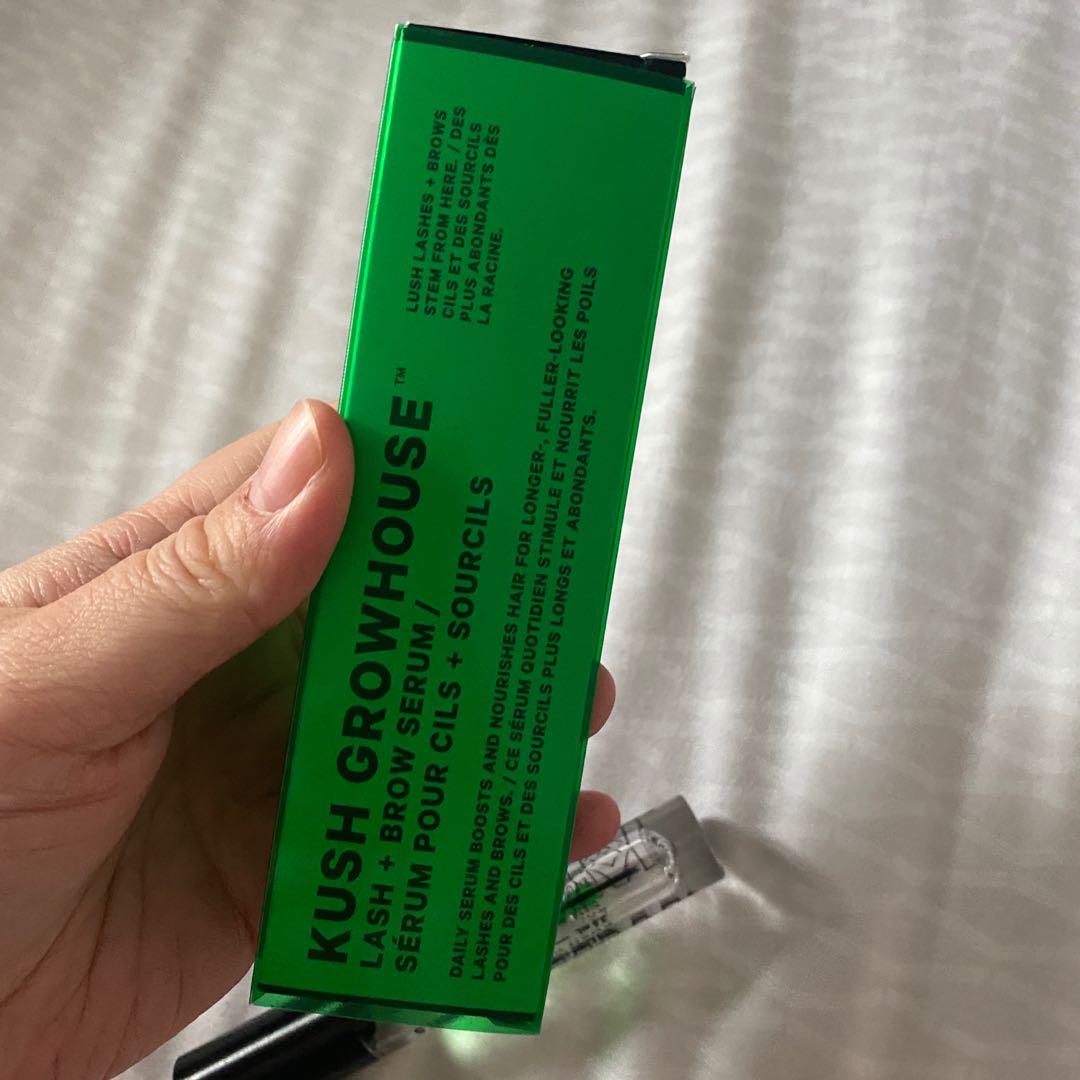 KUSH GROWHOUSE™
LASH + BROW SERUM /
SÉRUM POUR CILS + SOURCILS
LUSH LASHES + BROWS
STEM FROM HERE. / DES
CILS ET DES SOURCILS
PLUS ABONDANTS DÈS
LA RACINE.
DAILY SERUM BOOSTS AND NOURISHES HAIR FOR LONGER-, FULLER-LOOKING
LASHES AND BROWS. / CE SÉRUM QUOTIDIEN STIMULE ET NOURRIT LES POILS
POUR DES CILS ET DES SOURCILS PLUS LONGS ET ABONDANTS.